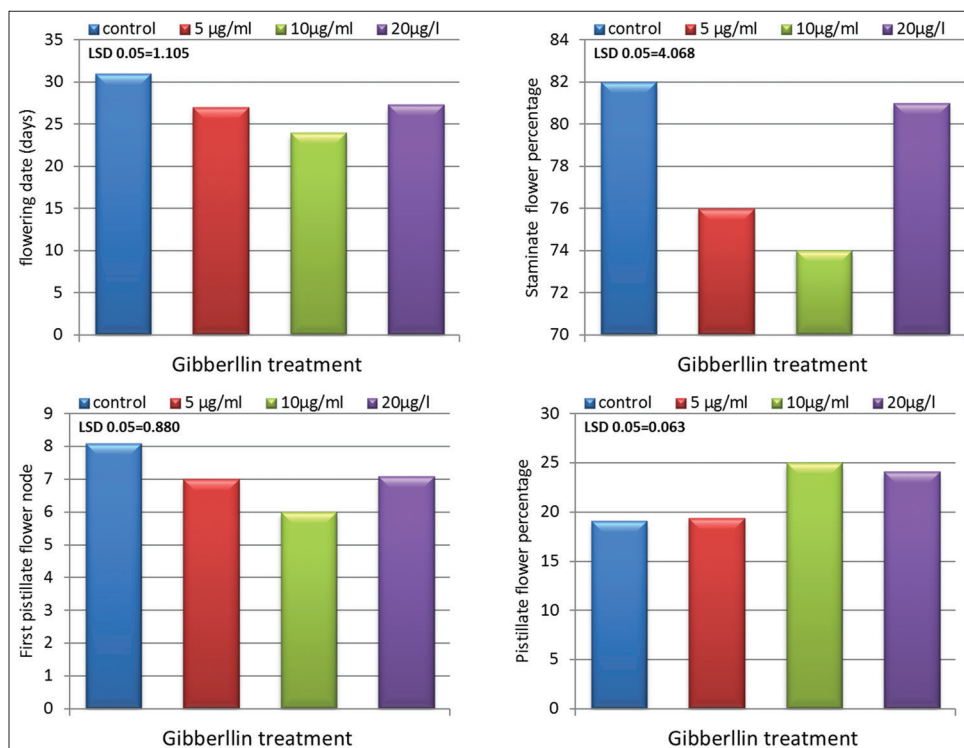 control 5 µg/ml 10µg/ml 20µg/l
LSD 0.05=1.105
flowering date (days)
35
30
25
20
15
10
5
0
Gibberllin treatment
control 5 µg/ml 10µg/ml 20µg/l
LSD 0.05=4.068
Staminate flower percentage
84
82
80
78
76
74
72
70
Gibberllin treatment
control 5 µg/ml 10µg/ml 20µg/l
LSD 0.05=0.880
First pistillate flower node
9
8
7
6
5
4
3
2
1
0
Gibberllin treatment
control 5 µg/ml 10µg/ml 20µg/l
LSD 0.05=0.063
Pistillate flower percentage
30
25
20
15
10
5
0
Gibberllin treatment